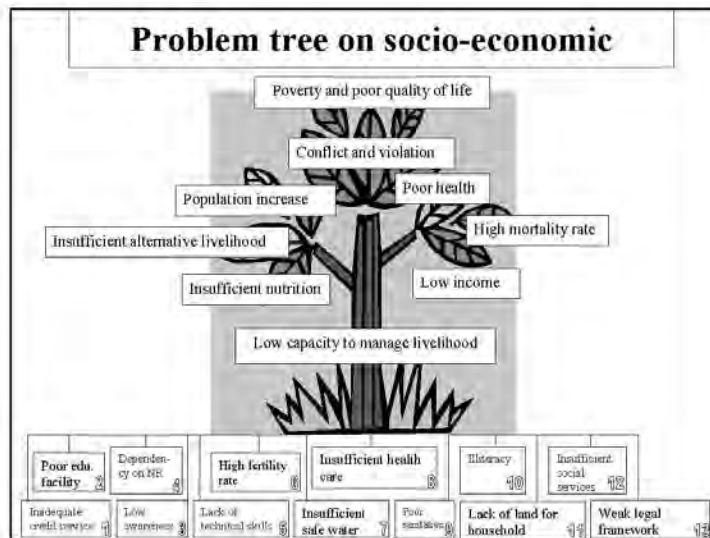 Problem tree on socio-economic
Poverty and poor quality of life
Conflict and violation
Poor health
Population increase
High mortality rate
Insufficient alternative livelihood
Low income
Insufficient nutrition
Low capacity to manage livelihood
Poor edu.
facility 2
Dependen-
cy on NR
High fertility
rate 6
Insufficient health
care 8
Illiteracy
10
Insufficient
social
services 12
Inadequate
credit service 1
Low
awareness 3
Lack of
technical skills 5
Insufficient
safe water 7
Poor
sanitation 9
Lack of land for
household 11
Weak legal
framework 13